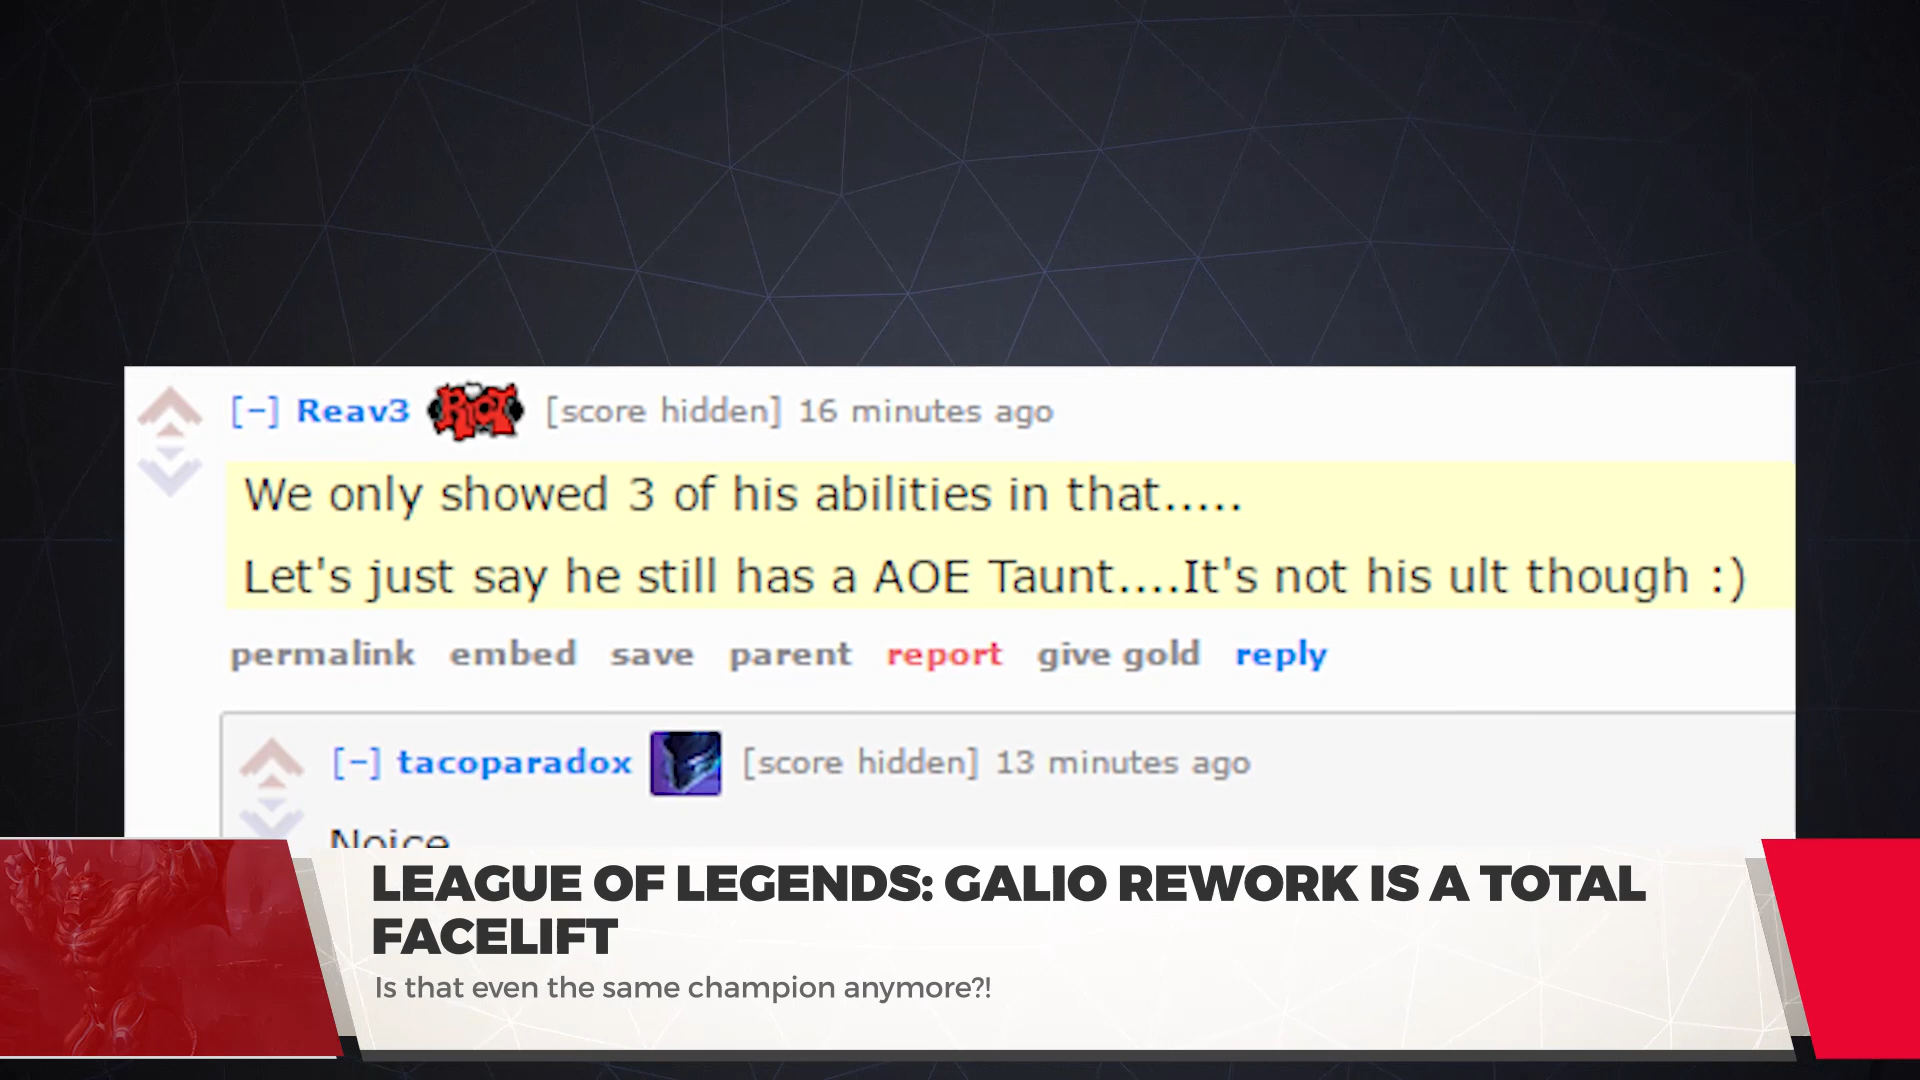 [–] Reav3 RIOT [score hidden] 16 minutes ago
We only showed 3 of his abilities in that.....
Let's just say he still has a AOE Taunt....It's not his ult though :)
permalink embed save parent report give gold reply
[–] tacoparadox [score hidden] 13 minutes ago
Noice
LEAGUE OF LEGENDS: GALIO REWORK IS A TOTAL
FACELIFT
Is that even the same champion anymore?!